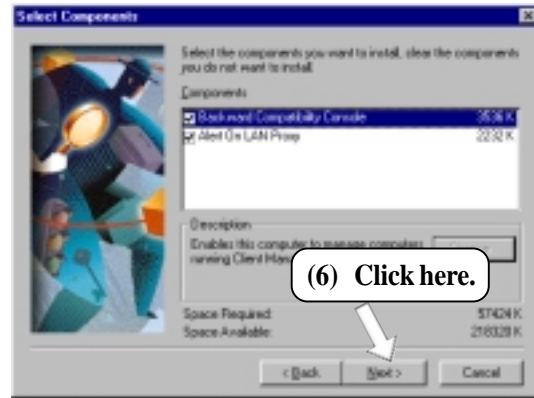 Select Components
Select the components you want to install, clear the components
you do not want to install.
Components
Backward Compatibility Console 3536 K
Alert On LAN Proxy 2232 K
Description
Enables this computer to manage computers
running Client
(6) Click here.
Space Required: 57424 K
Space Available: 218320 K
< Back
Next >
Cancel